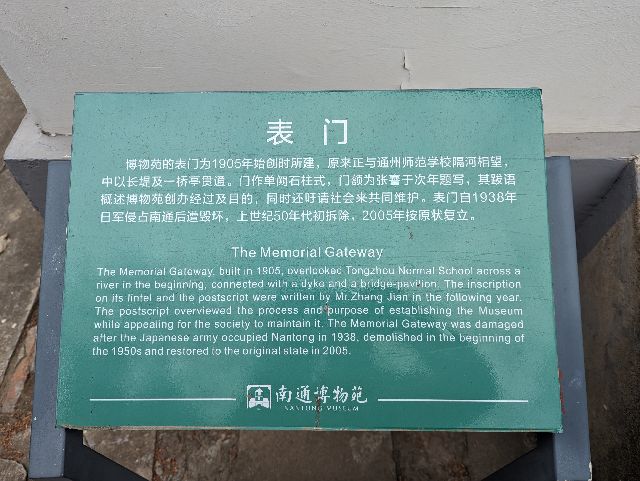 表 门
博物苑的表门为1905年始创时所建，原来正与通州师范学校隔河相望，
中以长堤及一桥亭贯通。门作单间石柱式，门额为张謇于次年题写，其跋语
概述博物苑创办经过及目的，同时还吁请社会来共同维护。表门自1938年
日军侵占南通后遭毁坏，上世纪50年代初拆除，2005年按原状复立。
The Memorial Gateway
The Memorial Gateway, built in 1905, overlooked Tongzhou Normal School across a
river in the beginning, connected with a dyke and a bridge-pavilion. The inscription
on its lintel and the postscript were written by Mr.Zhang Jian in the following year.
The postscript overviewed the process and purpose of establishing the Museum
while appealing for the society to maintain it. The Memorial Gateway was damaged
after the Japanese army occupied Nantong in 1938, demolished in the beginning of
the 1950s and restored to the original state in 2005.
南通博物苑
NANTONG MUSEUM